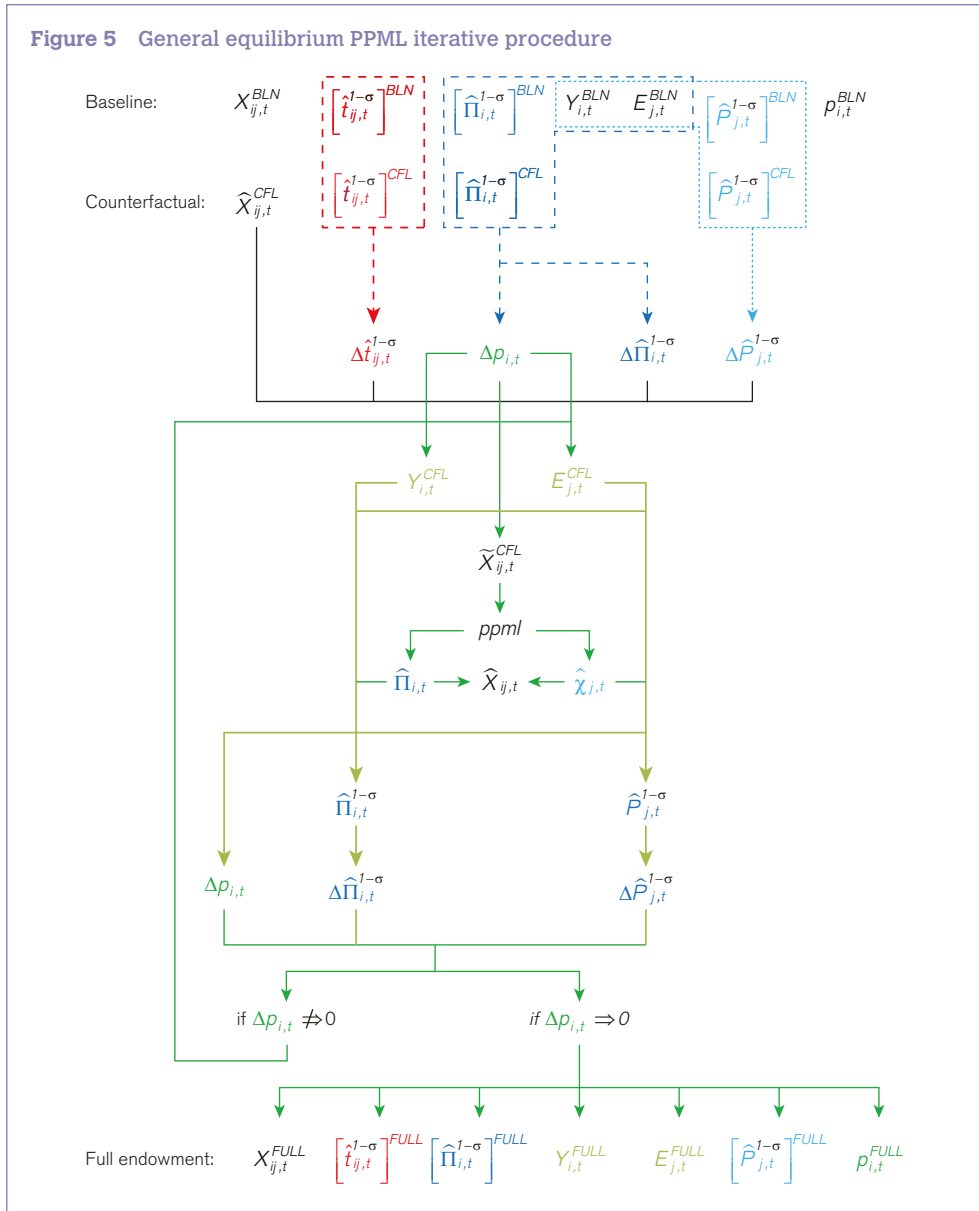 Figure 5 General equilibrium PPML iterative procedure
Baseline: X_{ij,t}^{BLN} [t̂_{ij,t}^{1-σ}]^{BLN} [Π̂_{i,t}^{1-σ}]^{BLN} Y_{i,t}^{BLN} E_{j,t}^{BLN} [P̂_{j,t}^{1-σ}]^{BLN} p_{i,t}^{BLN}
Counterfactual: X̂_{ij,t}^{CFL} [t̂_{ij,t}^{1-σ}]^{CFL} [Π̂_{i,t}^{1-σ}]^{CFL} [P̂_{j,t}^{1-σ}]^{CFL}
Δt̂_{ij,t}^{1-σ} Δp_{i,t} ΔΠ̂_{i,t}^{1-σ} ΔP̂_{j,t}^{1-σ}
Y_{i,t}^{CFL} E_{j,t}^{CFL}
X̃_{ij,t}^{CFL}
ppml
Π̂_{i,t} X̂_{ij,t} χ̂_{j,t}
Π̂_{i,t}^{1-σ} P̂_{j,t}^{1-σ}
Δp_{i,t} ΔΠ̂_{i,t}^{1-σ} ΔP̂_{j,t}^{1-σ}
if Δp_{i,t} ⇏ 0 if Δp_{i,t} ⇒ 0
Full endowment: X_{ij,t}^{FULL} [t̂_{ij,t}^{1-σ}]^{FULL} [Π̂_{i,t}^{1-σ}]^{FULL} Y_{i,t}^{FULL} E_{j,t}^{FULL} [P̂_{j,t}^{1-σ}]^{FULL} p_{i,t}^{FULL}